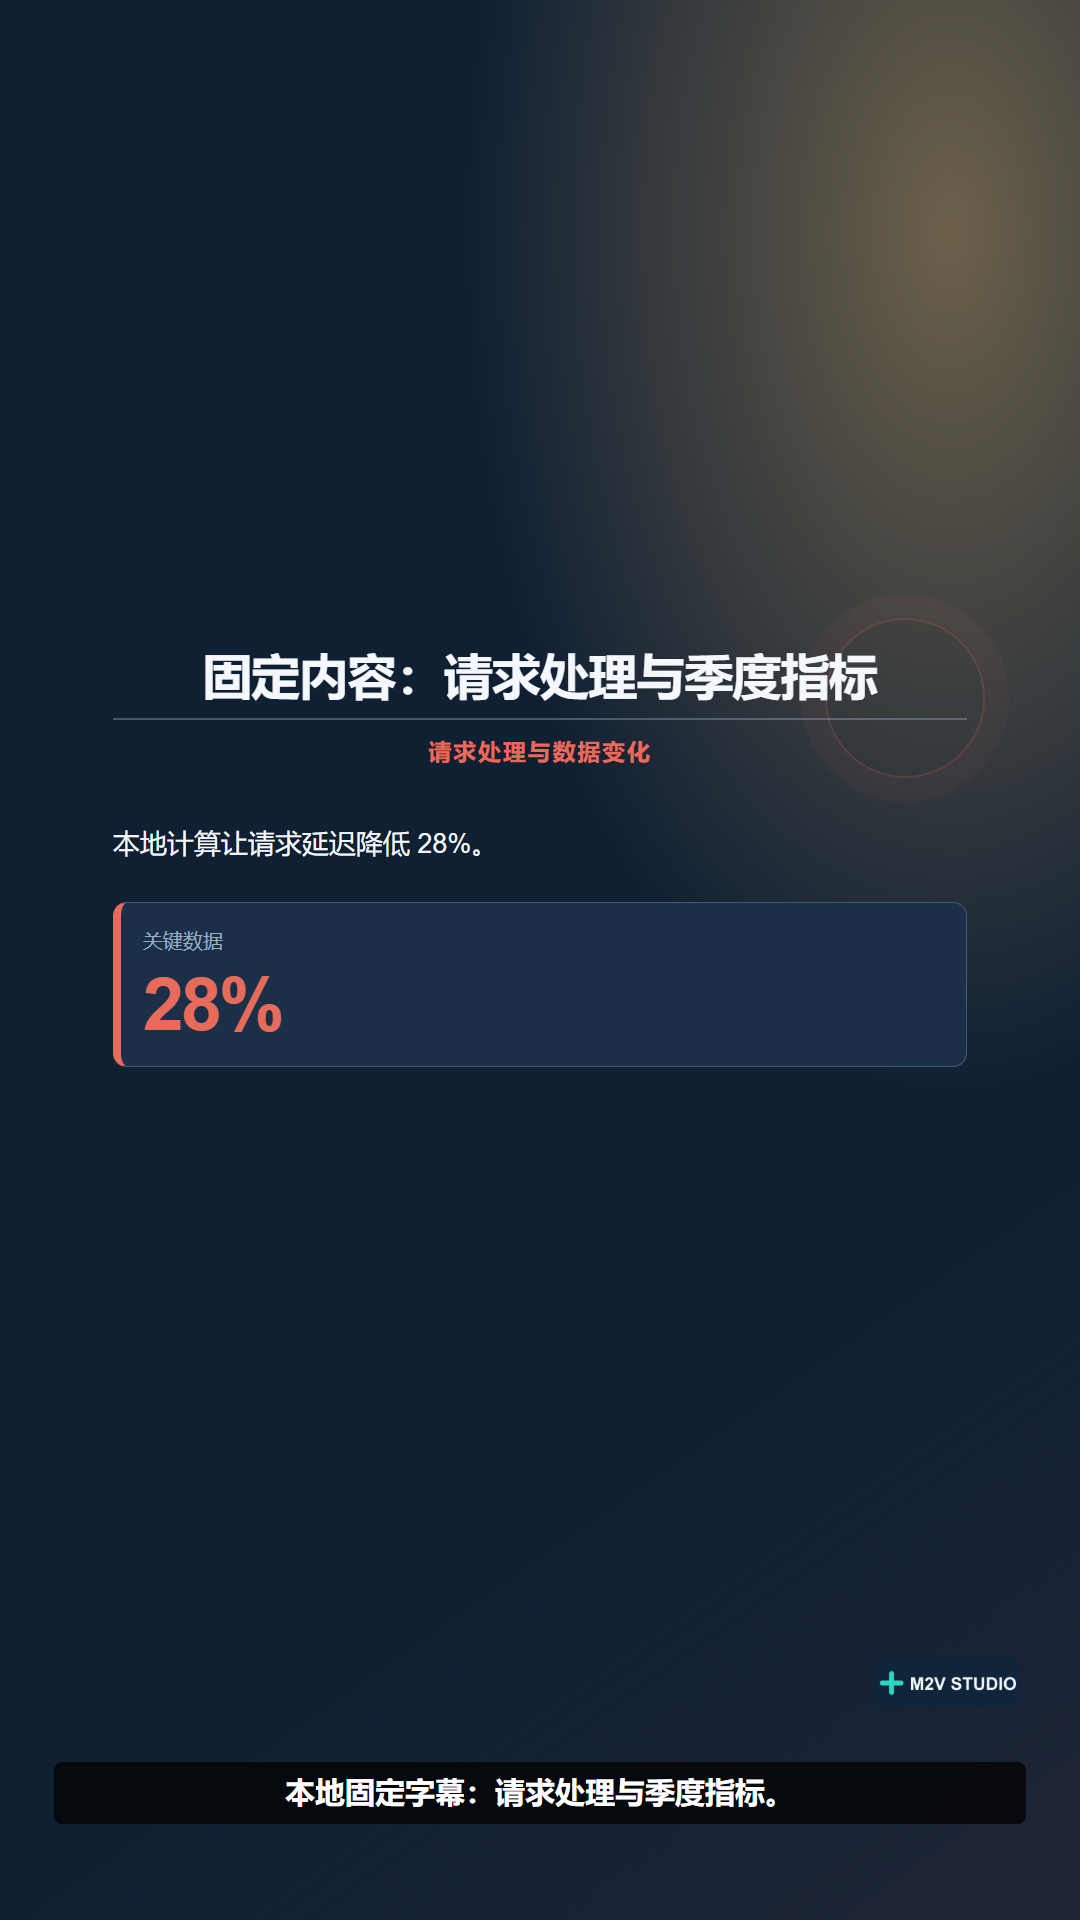 固定内容：请求处理与季度指标
请求处理与数据变化
本地计算让请求延迟降低 28%。
关键数据
28%
M2V STUDIO
本地固定字幕：请求处理与季度指标。